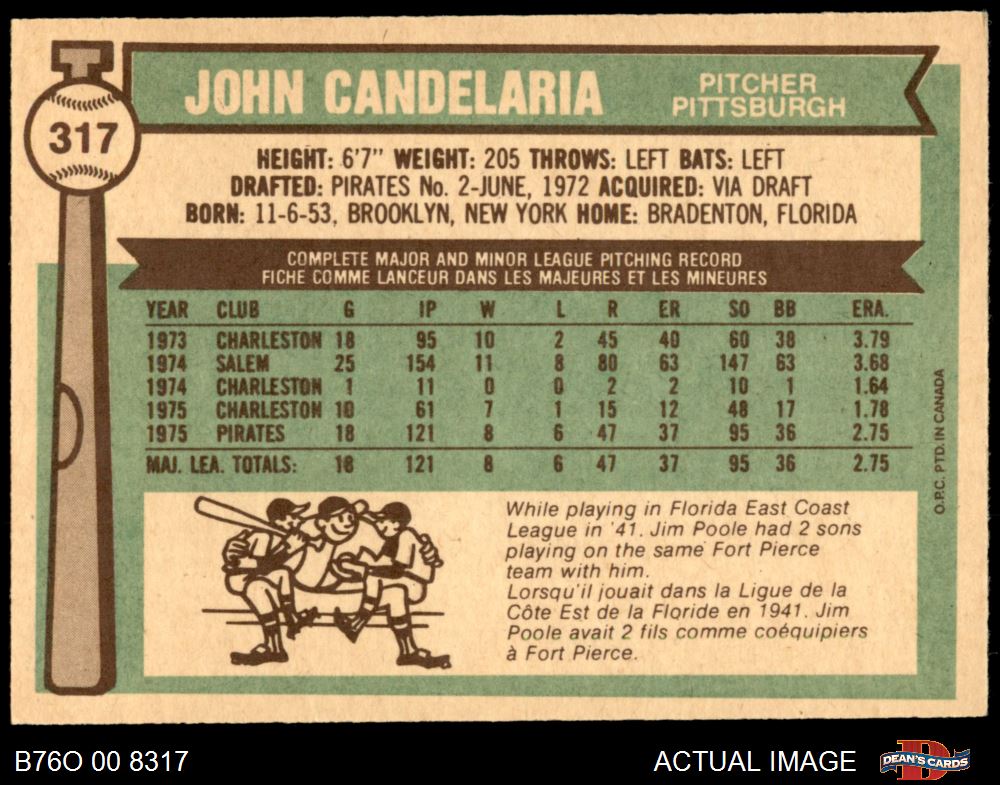 317
JOHN CANDELARIA
PITCHER
PITTSBURGH
HEIGHT: 6'7" WEIGHT: 205 THROWS: LEFT BATS: LEFT
DRAFTED: PIRATES No. 2-JUNE, 1972 ACQUIRED: VIA DRAFT
BORN: 11-6-53, BROOKLYN, NEW YORK HOME: BRADENTON, FLORIDA
COMPLETE MAJOR AND MINOR LEAGUE PITCHING RECORD
FICHE COMME LANCEUR DANS LES MAJEURES ET LES MINEURES
YEAR CLUB G IP W L R ER SO BB ERA.
1973 CHARLESTON 18 95 10 2 45 40 60 38 3.79
1974 SALEM 25 154 11 8 80 63 147 63 3.68
1974 CHARLESTON 1 11 0 0 2 2 10 1 1.64
1975 CHARLESTON 10 61 7 1 15 12 48 17 1.78
1975 PIRATES 18 121 8 6 47 37 95 36 2.75
MAJ. LEA. TOTALS: 18 121 8 6 47 37 95 36 2.75
While playing in Florida East Coast
League in '41. Jim Poole had 2 sons
playing on the same Fort Pierce
team with him.
Lorsqu'il jouait dans la Ligue de la
Côte Est de la Floride en 1941. Jim
Poole avait 2 fils comme coéquipiers
à Fort Pierce.
O.P.C. PTD. IN CANADA
B76O 00 8317
ACTUAL IMAGE
DEAN'S CARDS